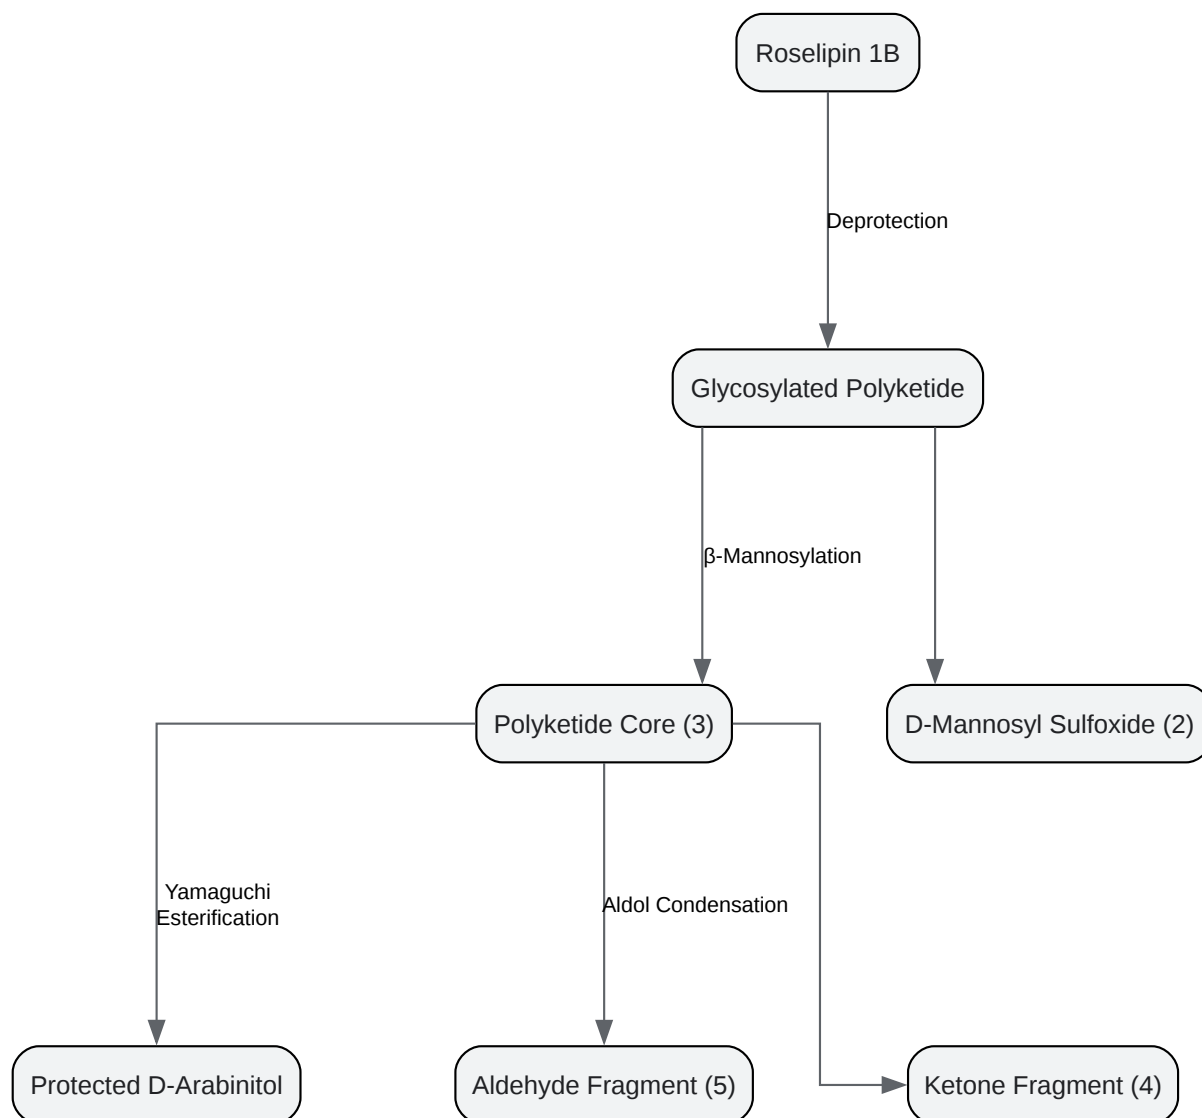 Roselipin 1B
Deprotection
Glycosylated Polyketide
β-Mannosylation
Polyketide Core (3)
D-Mannosyl Sulfoxide (2)
Yamaguchi
Esterification
Aldol Condensation
Protected D-Arabinitol
Aldehyde Fragment (5)
Ketone Fragment (4)